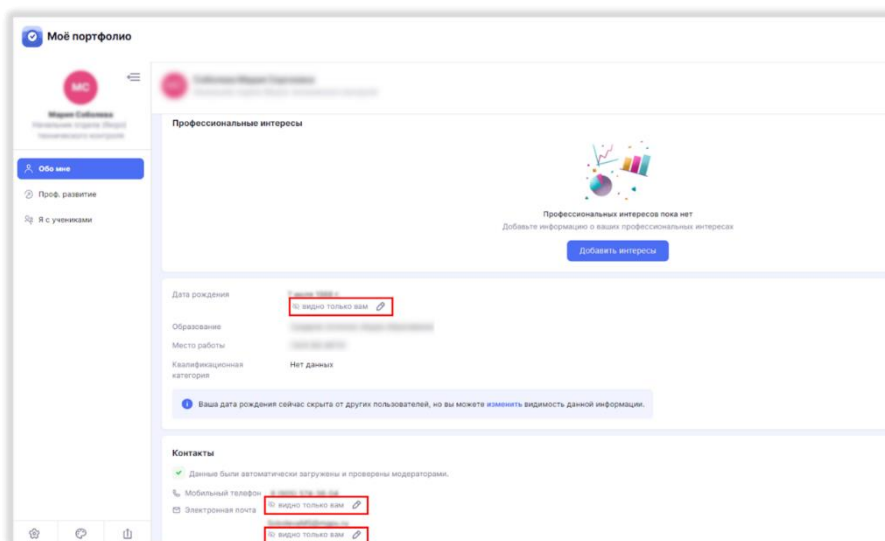 Моё портфолио
МС
Мария Соболева
Обо мне
Проф. развитие
Я с учениками
Профессиональные интересы
Профессиональных интересов пока нет
Добавьте информацию о ваших профессиональных интересах
Добавить интересы
Дата рождения
видно только вам
Образование
Место работы
Квалификационная категория
Нет данных
Ваша дата рождения сейчас скрыта от других пользователей, но вы можете изменить видимость данной информации.
Контакты
Данные были автоматически загружены и проверены модераторами.
Мобильный телефон
видно только вам
Электронная почта
видно только вам